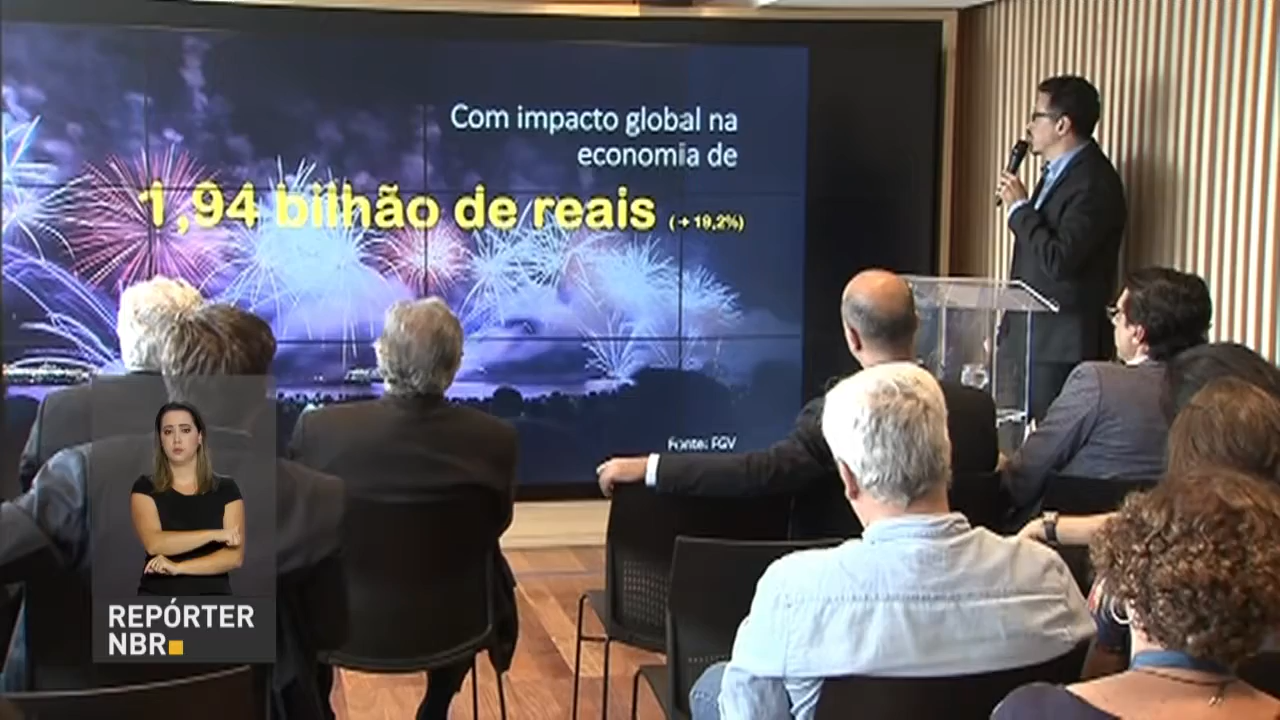 Com impacto global na
economia de
1,94 bilhão de reais (+ 19,2%)
Fonte: FGV
REPÓRTER
NBR